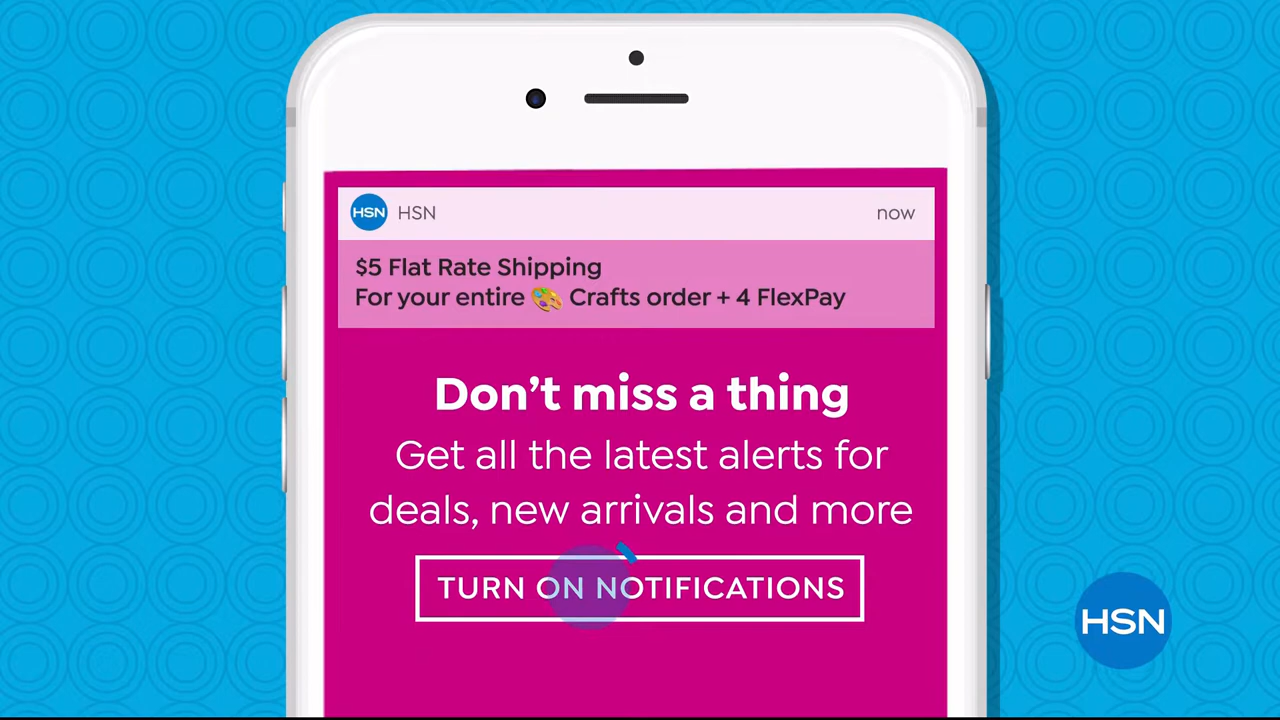 HSN HSN now
$5 Flat Rate Shipping
For your entire 🎨 Crafts order + 4 FlexPay
Don't miss a thing
Get all the latest alerts for
deals, new arrivals and more
TURN ON NOTIFICATIONS
HSN